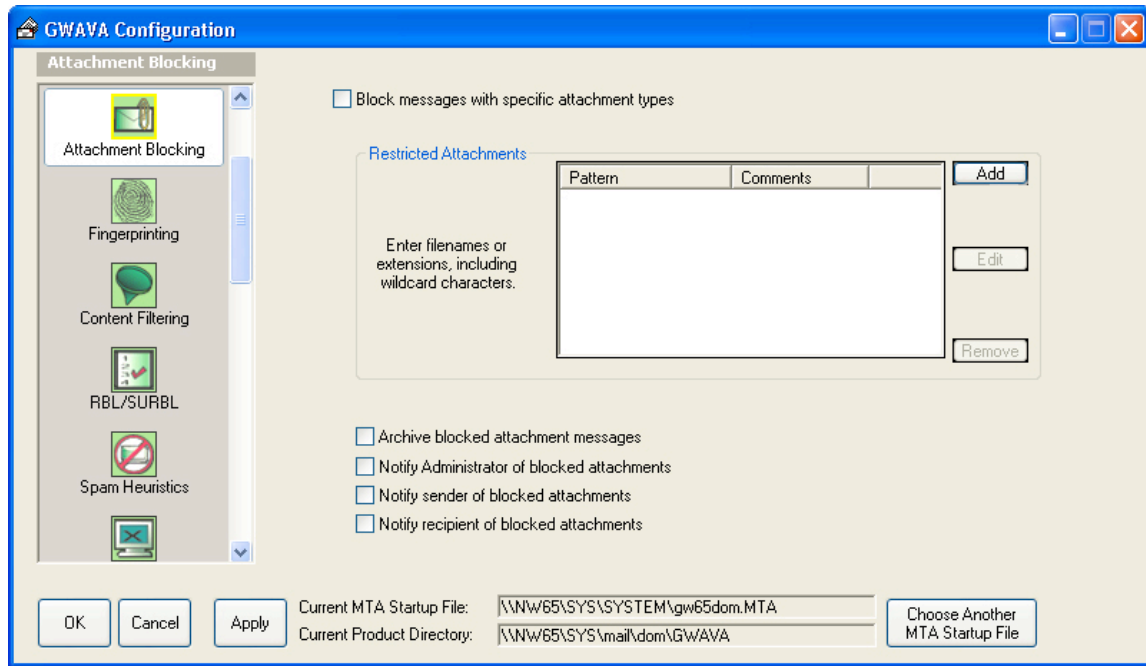 GWAVA Configuration
Attachment Blocking
Attachment Blocking
Fingerprinting
Content Filtering
RBL/SURBL
Spam Heuristics
Block messages with specific attachment types
Restricted Attachments
Enter filenames or
extensions, including
wildcard characters.
Pattern
Comments
Add
Edit
Remove
Archive blocked attachment messages
Notify Administrator of blocked attachments
Notify sender of blocked attachments
Notify recipient of blocked attachments
OK
Cancel
Apply
Current MTA Startup File:
\\NW65\SYS\SYSTEM\gw65dom.MTA
Current Product Directory:
\\NW65\SYS\mail\dom\GWAVA
Choose Another
MTA Startup File